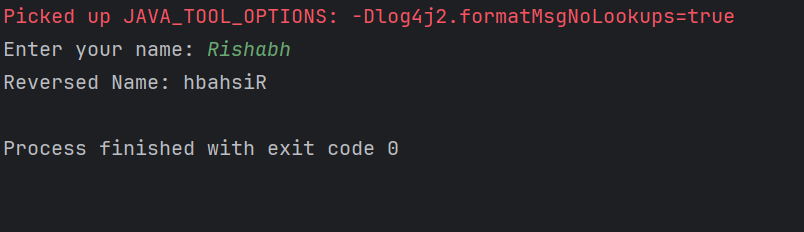 Picked up JAVA_TOOL_OPTIONS: -Dlog4j2.formatMsgNoLookups=true
Enter your name: Rishabh
Reversed Name: hbahsiR
Process finished with exit code 0